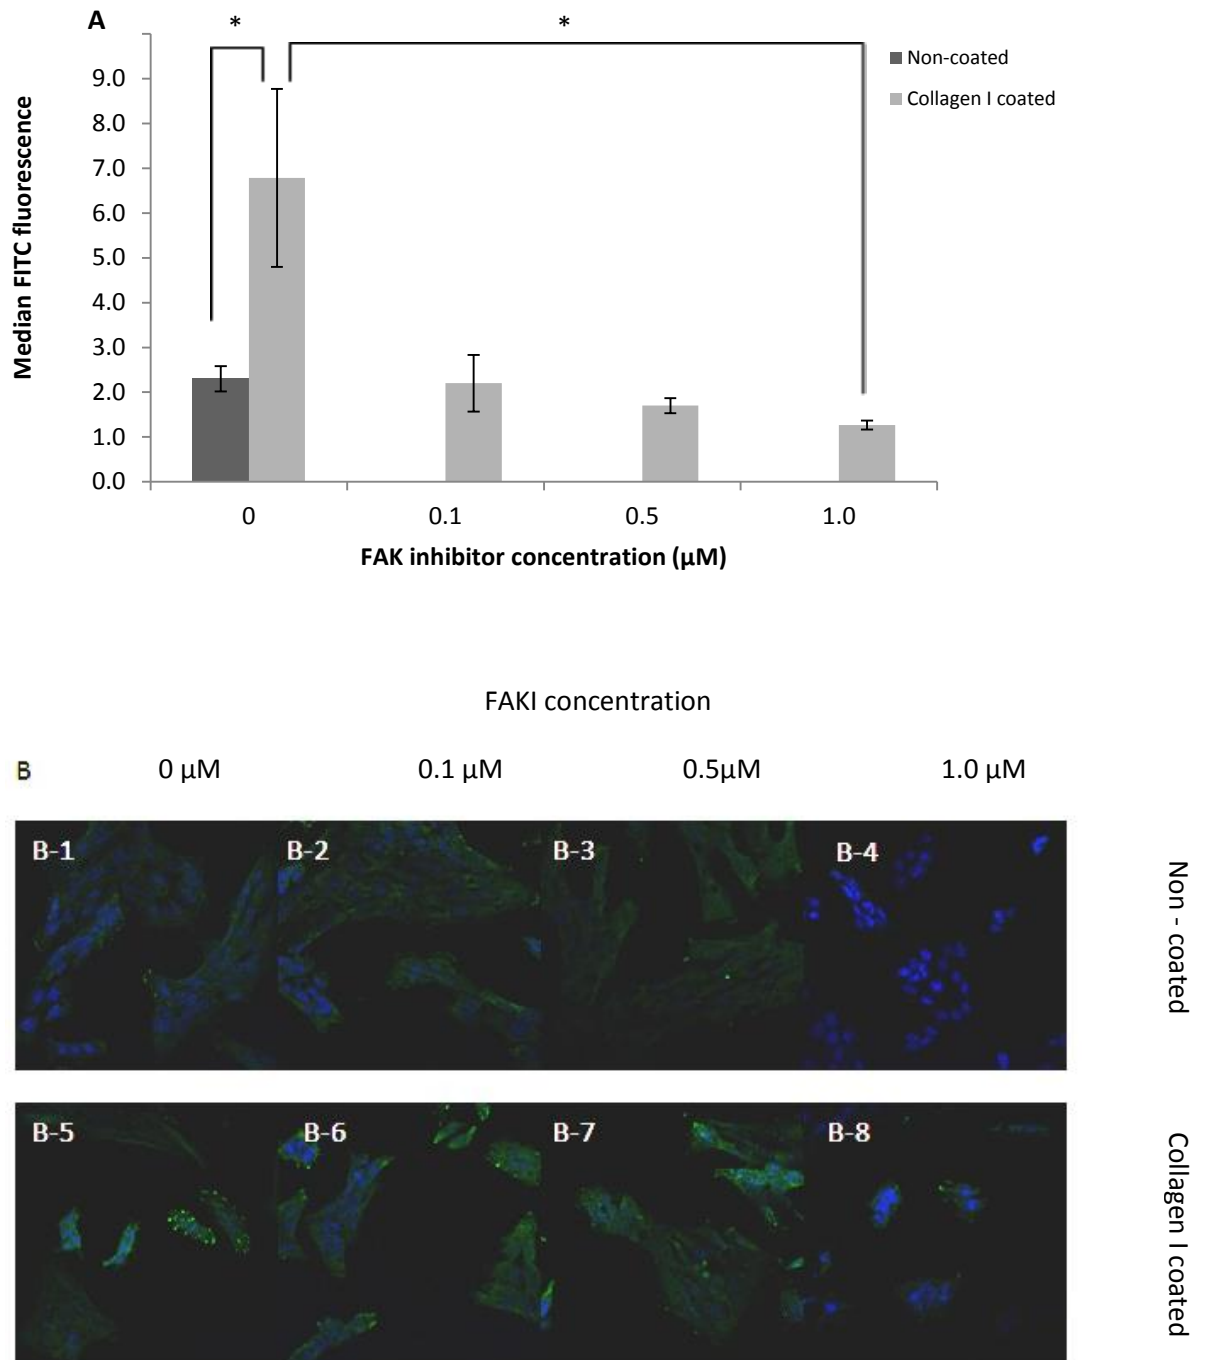 A
*
*
Non-coated
Collagen I coated
Median FITC fluorescence
9.0
8.0
7.0
6.0
5.0
4.0
3.0
2.0
1.0
0.0
0 0.1 0.5 1.0
FAK inhibitor concentration (µM)
FAKI concentration
B 0 µM 0.1 µM 0.5µM 1.0 µM
B-1 B-2 B-3 B-4
Non - coated
B-5 B-6 B-7 B-8
Collagen I coated